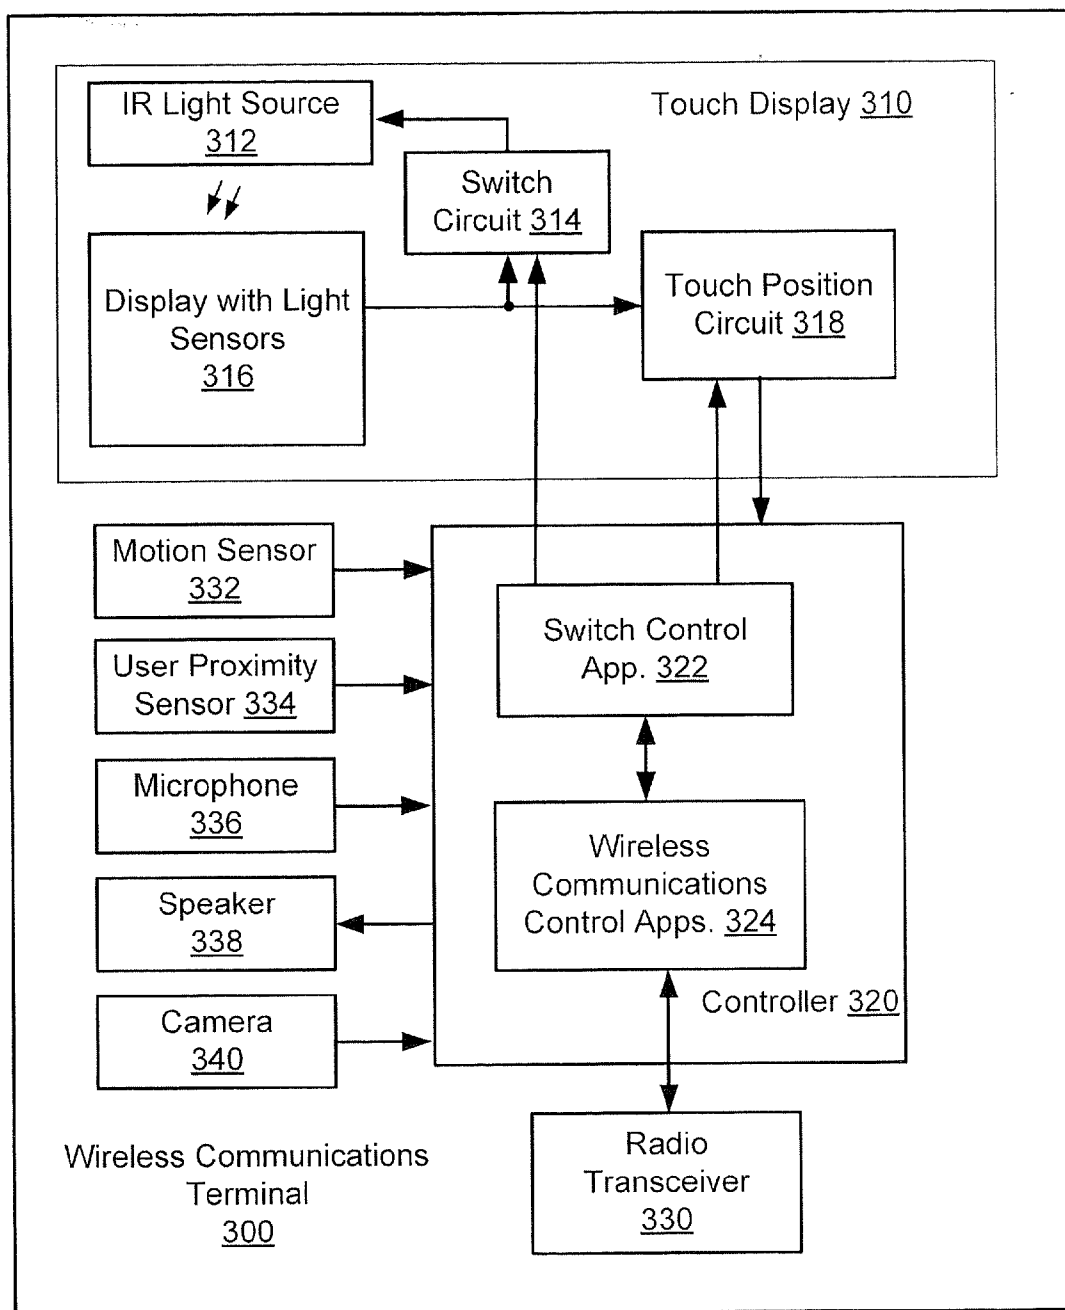 IR Light Source
312
Touch Display 310
Switch
Circuit 314
Display with Light
Sensors
316
Touch Position
Circuit 318
Motion Sensor
332
User Proximity
Sensor 334
Microphone
336
Speaker
338
Camera
340
Switch Control
App. 322
Wireless
Communications
Control Apps. 324
Controller 320
Radio
Transceiver
330
Wireless Communications
Terminal
300